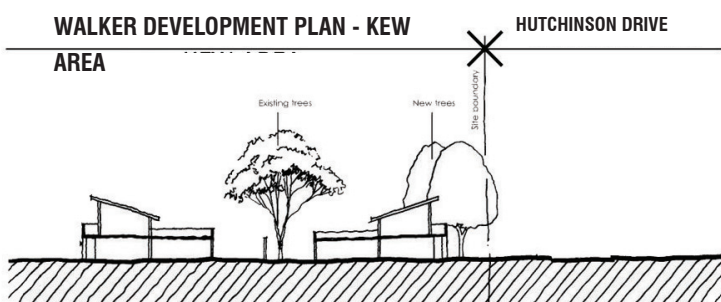 WALKER DEVELOPMENT PLAN - KEW
AREA
HUTCHINSON DRIVE
Existing trees
New trees
Site boundary